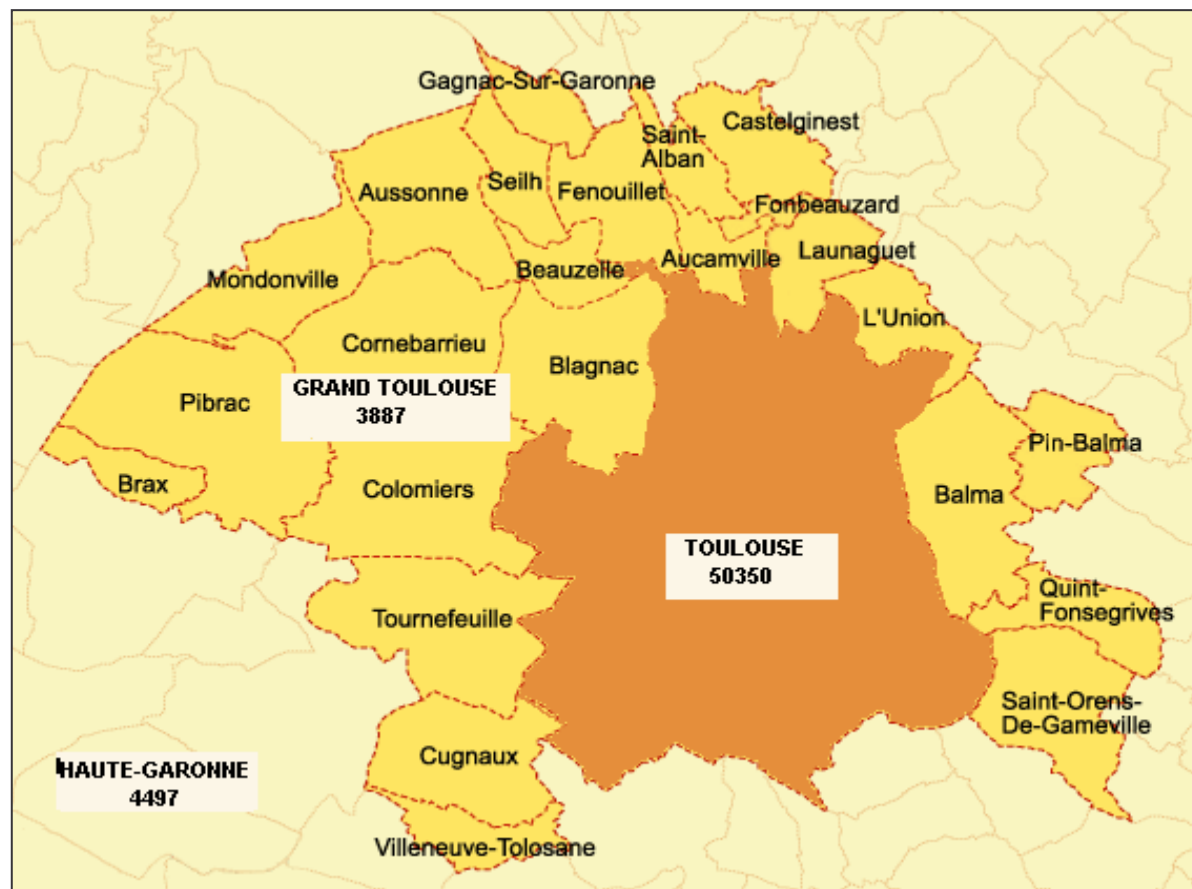 Gagnac-Sur-Garonne
Castelginest
Saint-
Alban
Seilh
Aussonne
Fenouillet
Fonbeauzard
Launaguet
Aucamville
Beauzelle
Mondonville
L'Union
Cornebarrieu
Blagnac
GRAND TOULOUSE
3887
Pibrac
Pin-Balma
Brax
Colomiers
Balma
TOULOUSE
50350
Quint-
Fonsegrives
Tournefeuille
Saint-Orens-
De-Gameville
Cugnaux
HAUTE-GARONNE
4497
Villeneuve-Tolosane